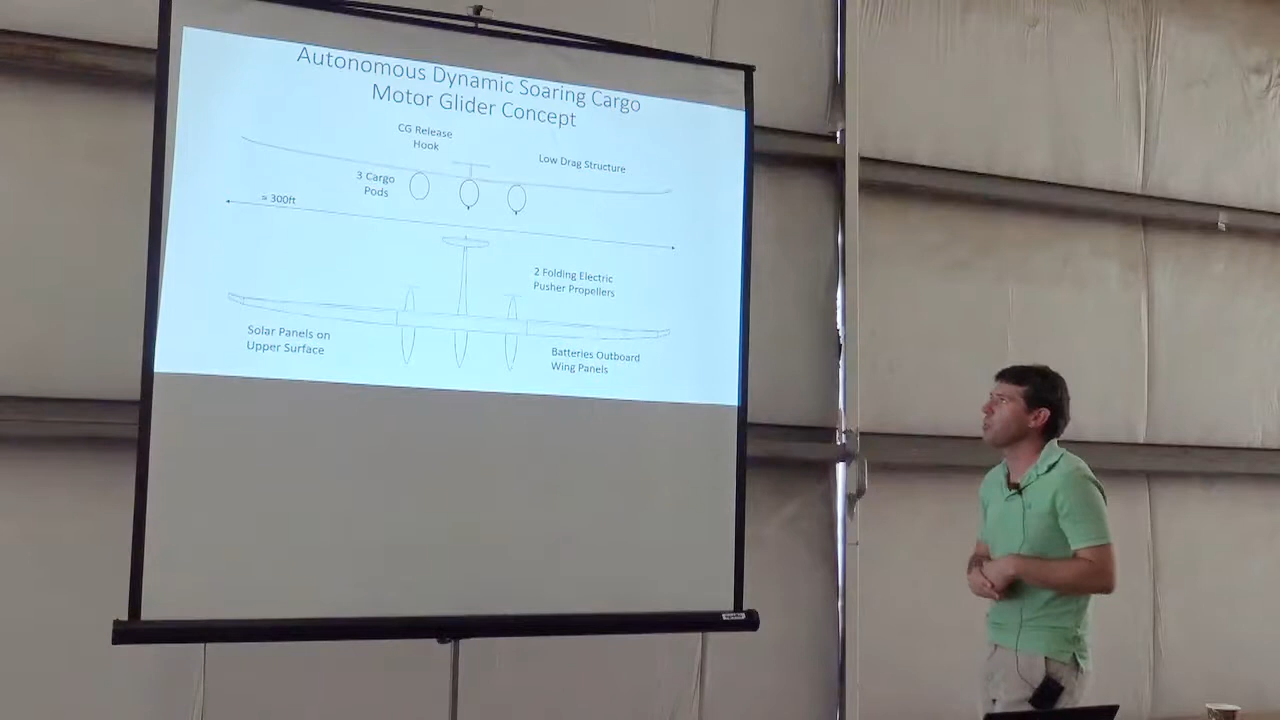 Autonomous Dynamic Soaring Cargo
Motor Glider Concept
CG Release
Hook
Low Drag Structure
3 Cargo
Pods
≈ 300ft
2 Folding Electric
Pusher Propellers
Solar Panels on
Upper Surface
Batteries Outboard
Wing Panels